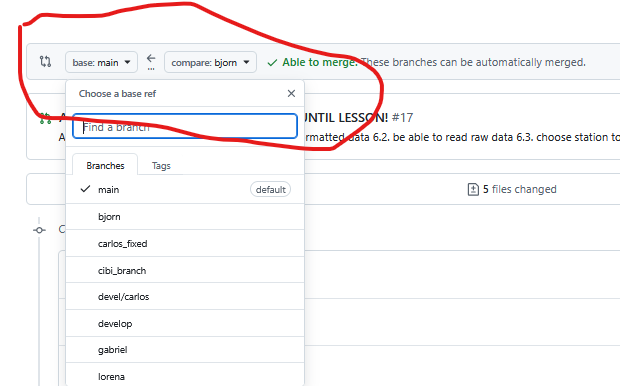 base: main
...
compare: bjorn
Able to merge. These branches can be automatically merged.
Choose a base ref
UNTIL LESSON! #17
Find a branch
rmatted data 6.2. be able to read raw data 6.3. choose station to
Branches
Tags
main
default
5 files changed
bjorn
carlos_fixed
cibi_branch
devel/carlos
develop
gabriel
lorena